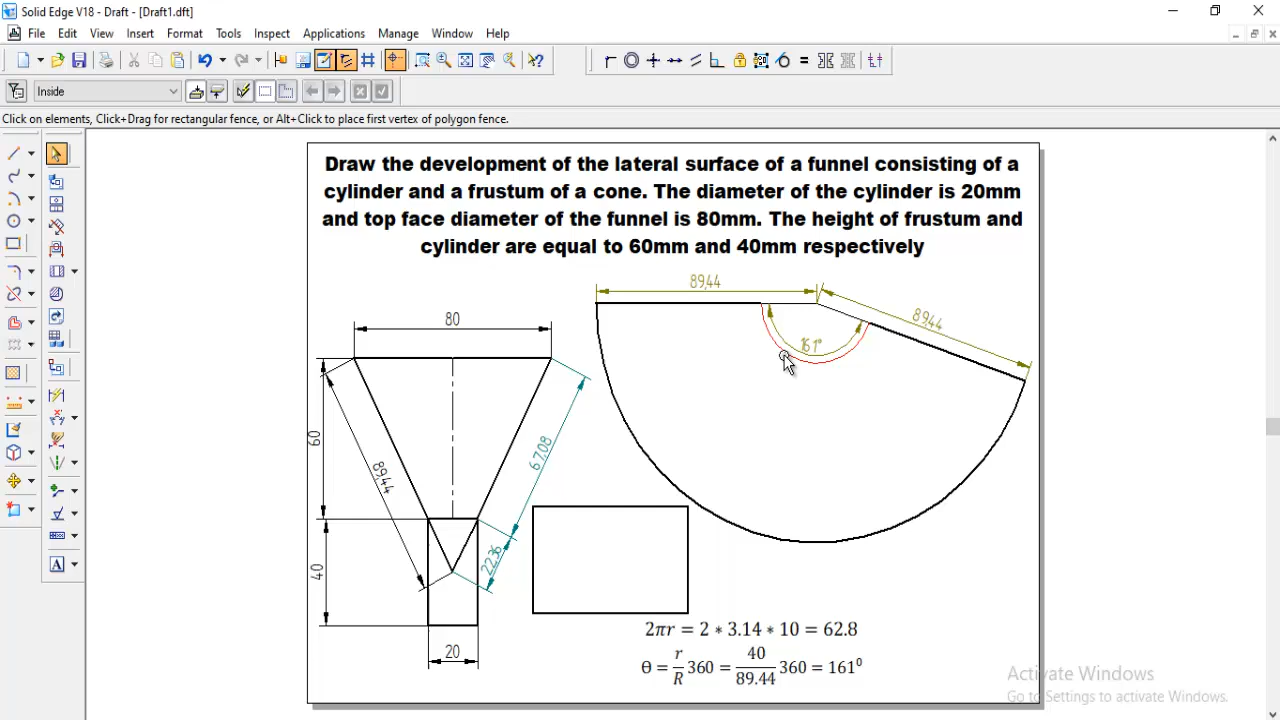 Solid Edge V18 - Draft - [Draft1.dft]
File Edit View Insert Format Tools Inspect Applications Manage Window Help
Inside
Click on elements, Click+Drag for rectangular fence, or Alt+Click to place first vertex of polygon fence.
Draw the development of the lateral surface of a funnel consisting of a
cylinder and a frustum of a cone. The diameter of the cylinder is 20mm
and top face diameter of the funnel is 80mm. The height of frustum and
cylinder are equal to 60mm and 40mm respectively
89,44
89,44
80
161°
60
67,08
89,44
22,36
40
20
2πr = 2 ∗ 3.14 ∗ 10 = 62.8
θ = r/R 360 = 40/89.44 360 = 161⁰
A
Activate Windows
Go to Settings to activate Windows.